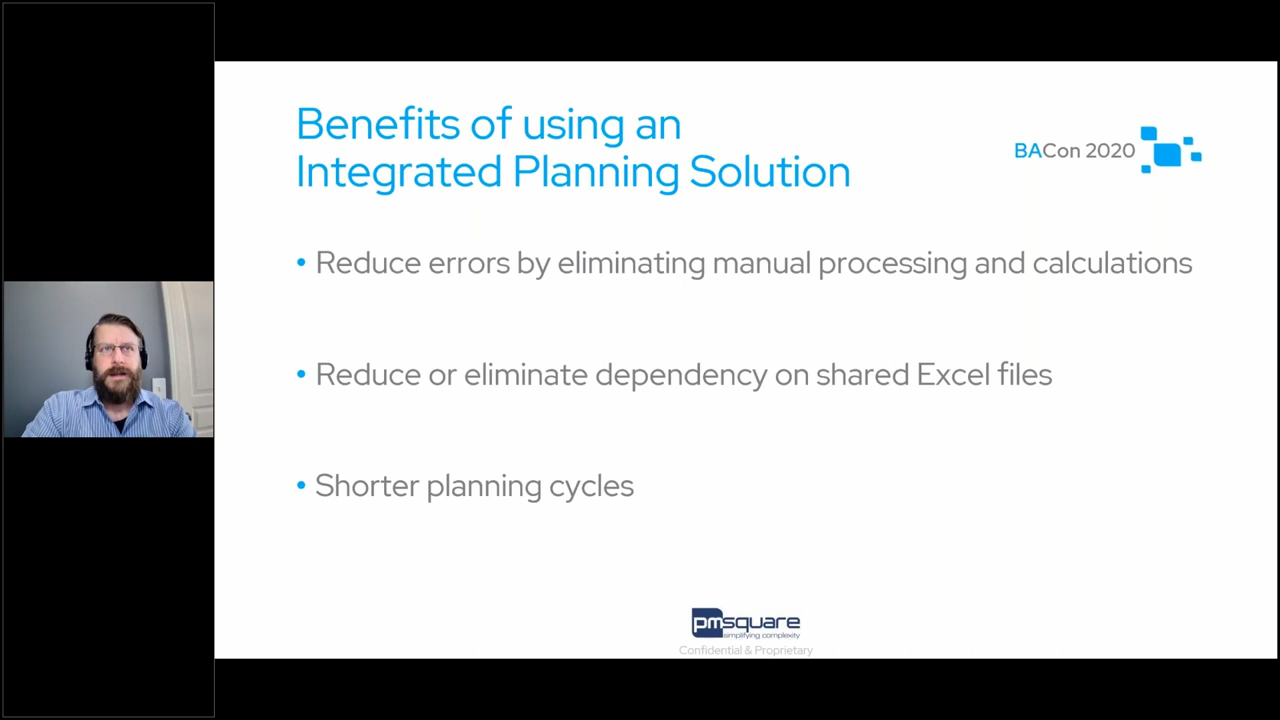 Benefits of using an
Integrated Planning Solution
BACon 2020
• Reduce errors by eliminating manual processing and calculations
• Reduce or eliminate dependency on shared Excel files
• Shorter planning cycles
pmsquare
simplifying complexity
Confidential & Proprietary